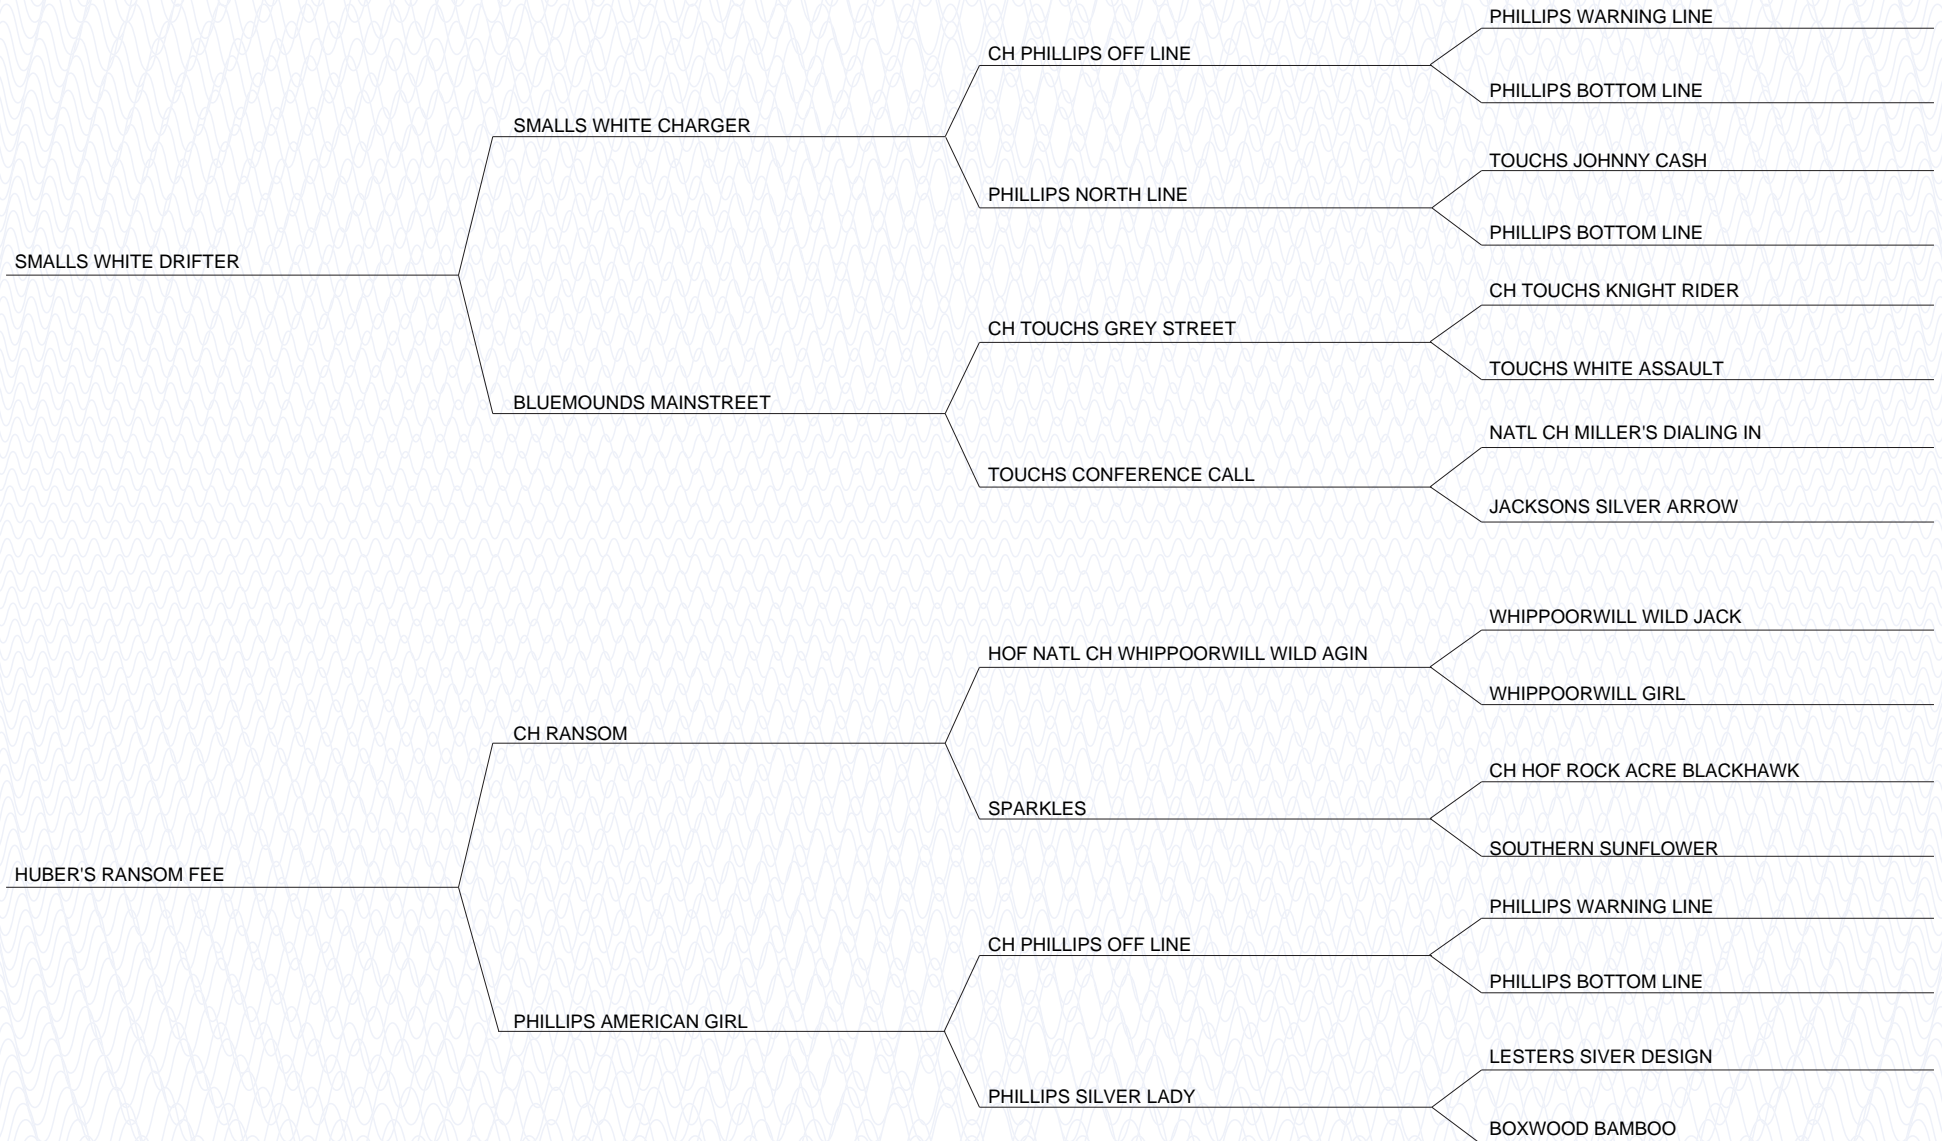 PHILLIPS WARNING LINE
CH PHILLIPS OFF LINE
PHILLIPS BOTTOM LINE
SMALLS WHITE CHARGER
TOUCHS JOHNNY CASH
PHILLIPS NORTH LINE
PHILLIPS BOTTOM LINE
SMALLS WHITE DRIFTER
CH TOUCHS KNIGHT RIDER
CH TOUCHS GREY STREET
TOUCHS WHITE ASSAULT
BLUEMOUNDS MAINSTREET
NATL CH MILLER'S DIALING IN
TOUCHS CONFERENCE CALL
JACKSONS SILVER ARROW
WHIPPOORWILL WILD JACK
HOF NATL CH WHIPPOORWILL WILD AGIN
WHIPPOORWILL GIRL
CH RANSOM
CH HOF ROCK ACRE BLACKHAWK
SPARKLES
SOUTHERN SUNFLOWER
HUBER'S RANSOM FEE
PHILLIPS WARNING LINE
CH PHILLIPS OFF LINE
PHILLIPS BOTTOM LINE
PHILLIPS AMERICAN GIRL
LESTERS SIVER DESIGN
PHILLIPS SILVER LADY
BOXWOOD BAMBOO